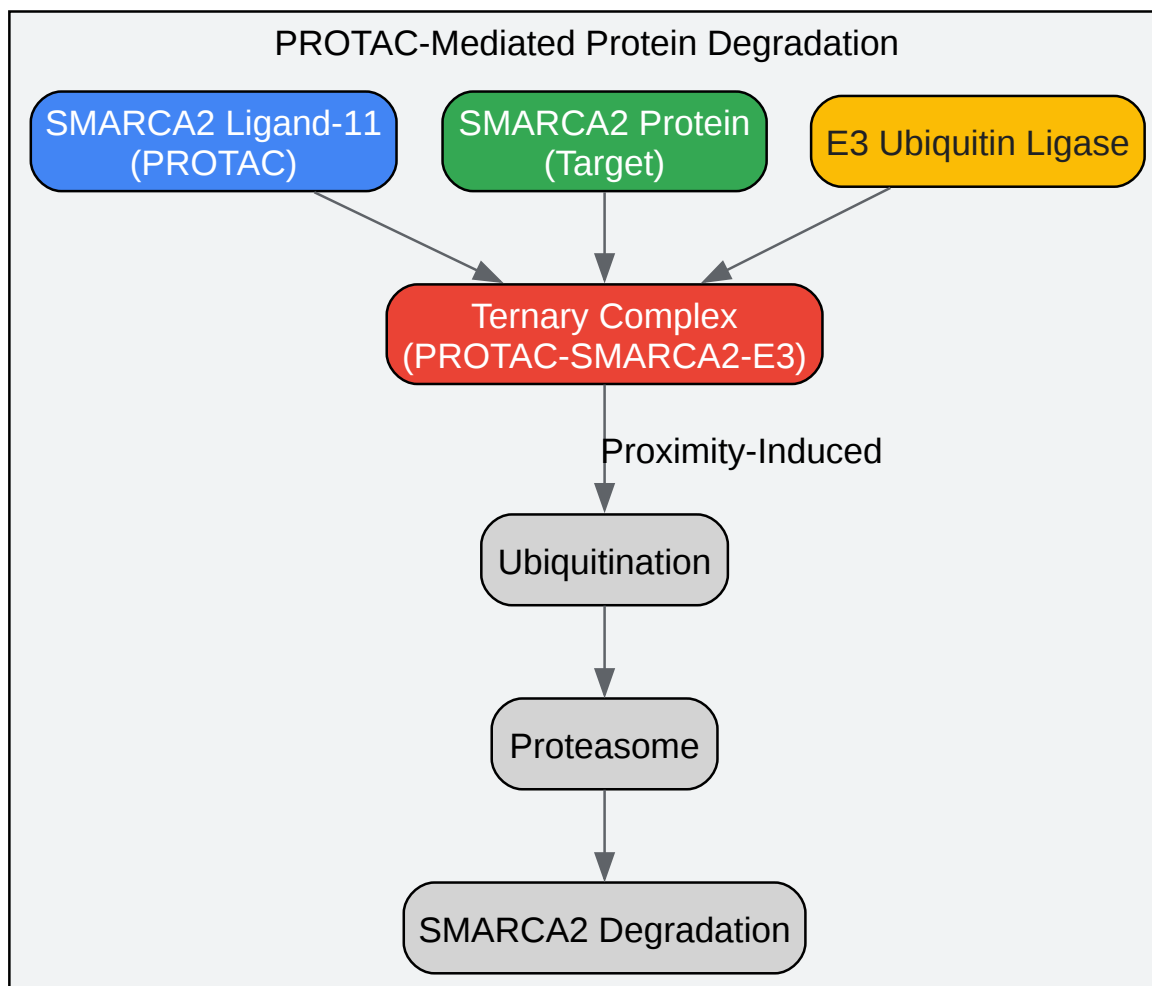 PROTAC-Mediated Protein Degradation
SMARCA2 Ligand-11
(PROTAC)
SMARCA2 Protein
(Target)
E3 Ubiquitin Ligase
Ternary Complex
(PROTAC-SMARCA2-E3)
Proximity-Induced
Ubiquitination
Proteasome
SMARCA2 Degradation